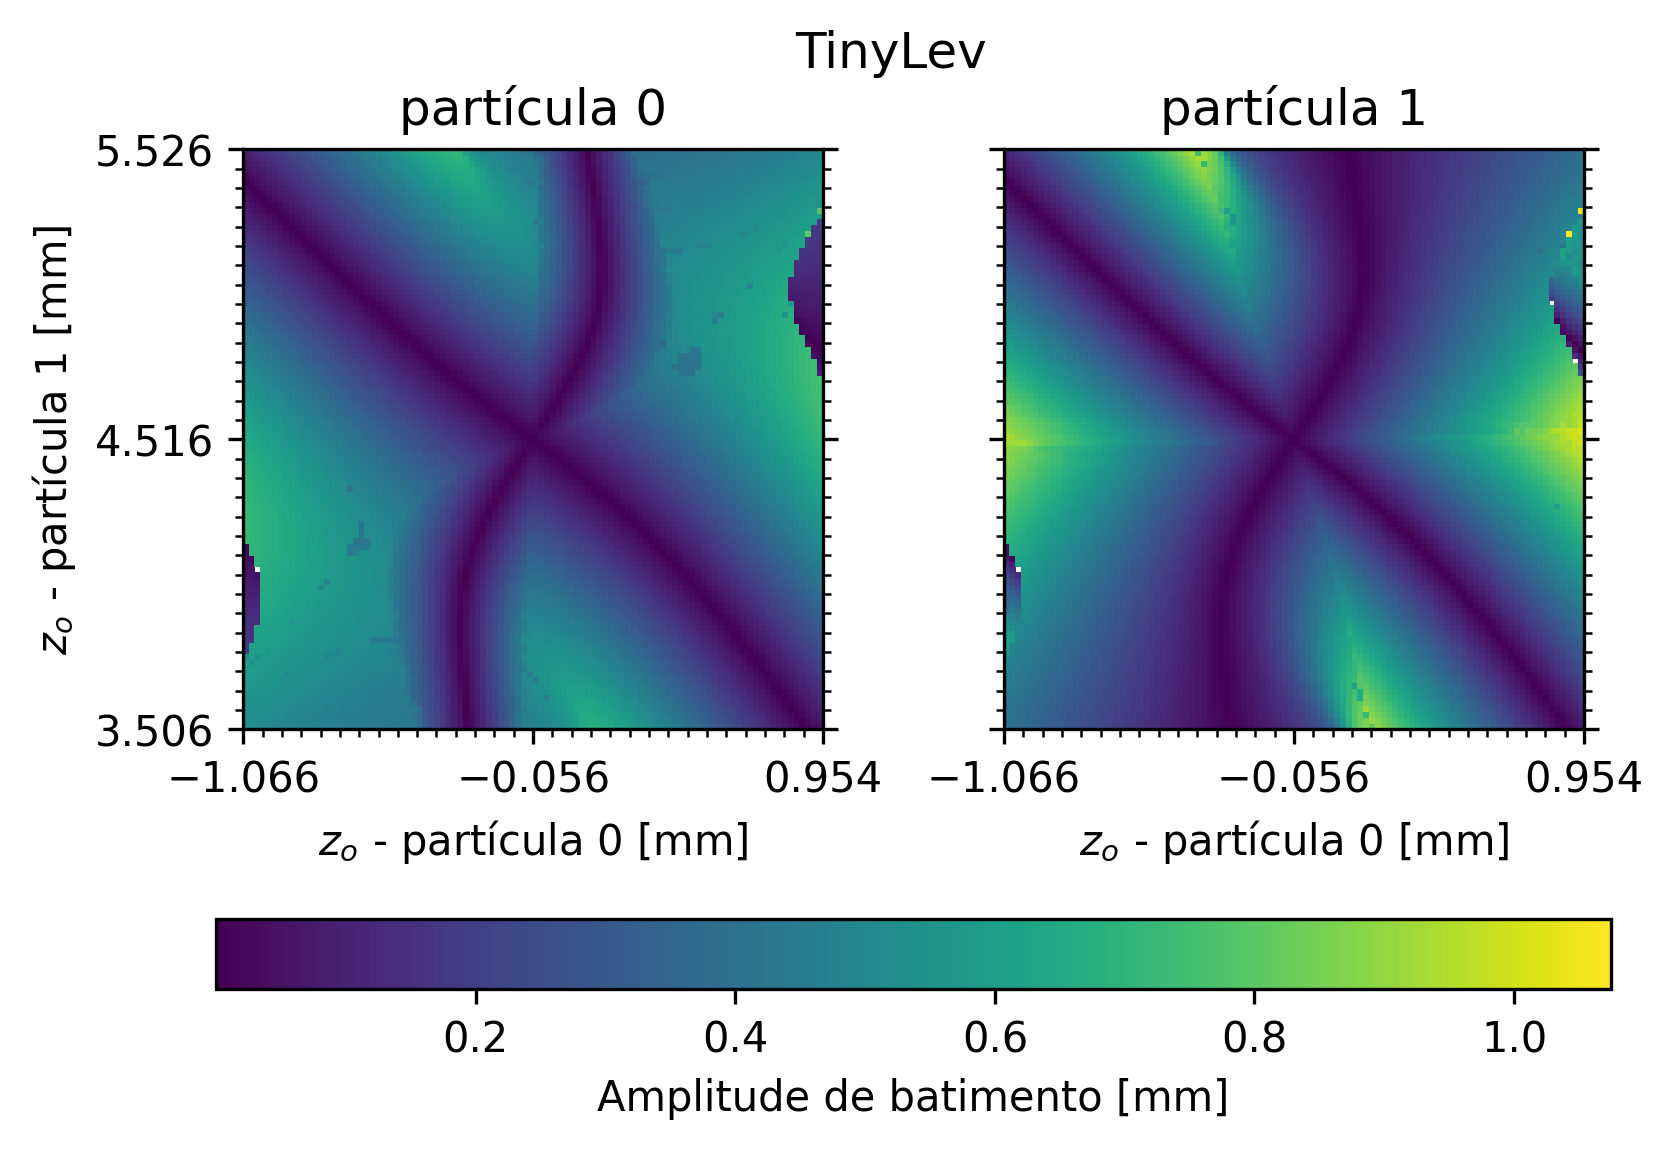 TinyLev
partícula 0
partícula 1
5.526
4.516
3.506
z_o - partícula 1 [mm]
−1.066
−0.056
0.954
−1.066
−0.056
0.954
z_o - partícula 0 [mm]
z_o - partícula 0 [mm]
0.2
0.4
0.6
0.8
1.0
Amplitude de batimento [mm]